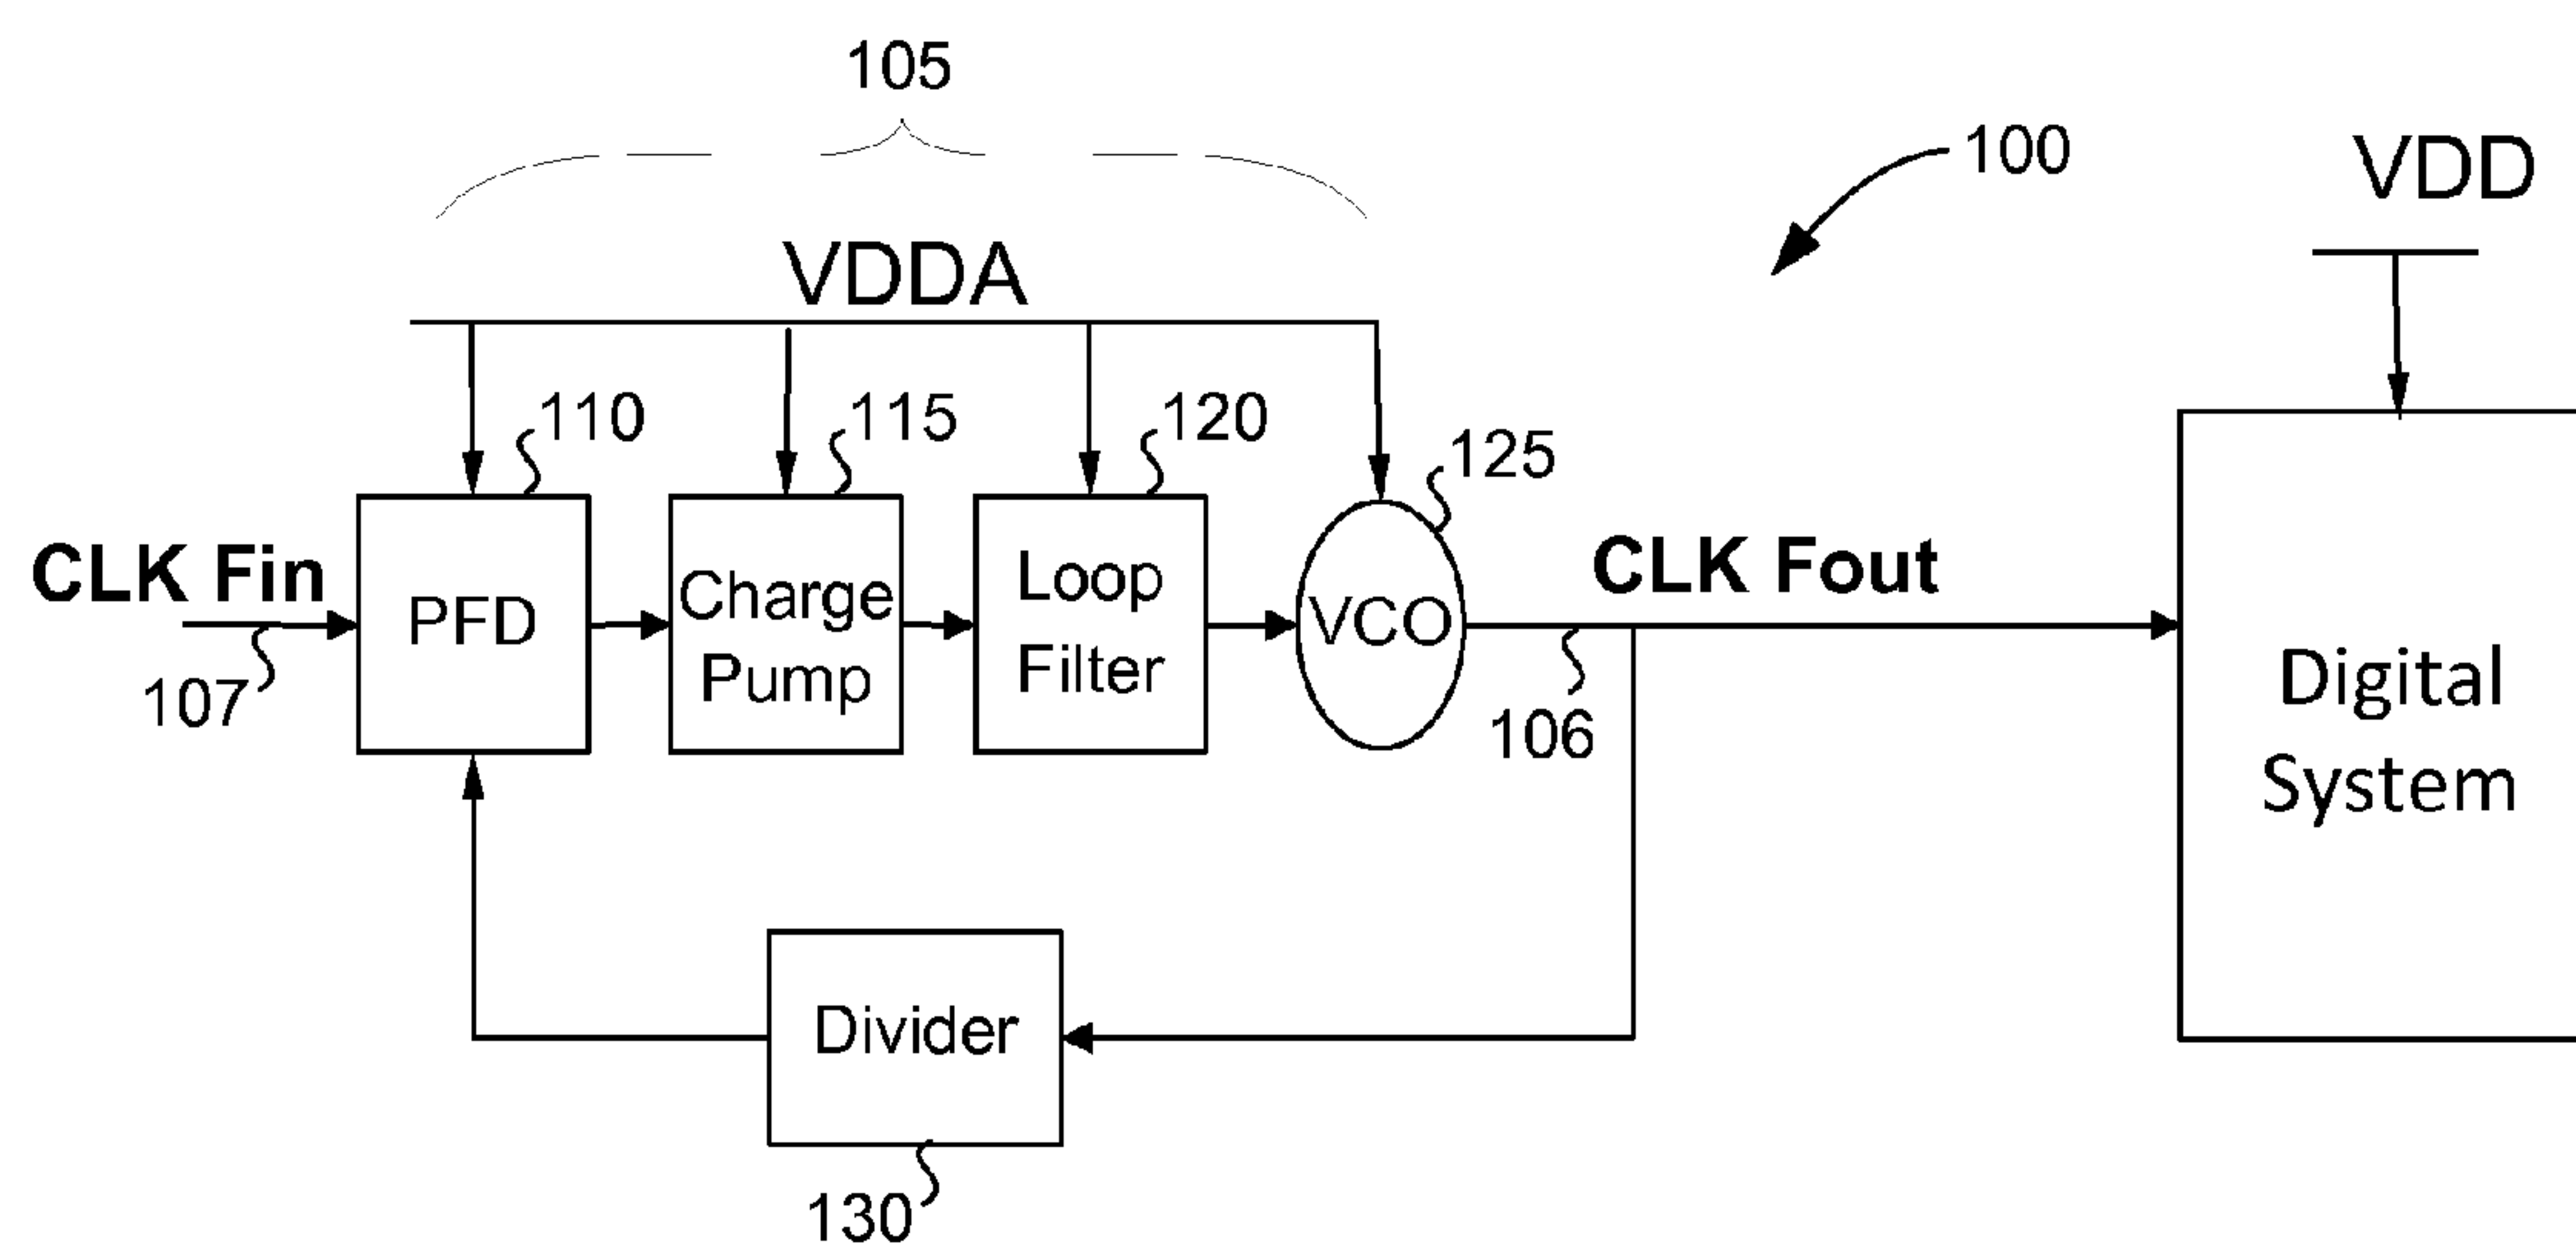 105
100
VDD
VDDA
110
115
120
125
CLK Fin
PFD
Charge
Pump
Loop
Filter
VCO
CLK Fout
107
106
Digital
System
Divider
130